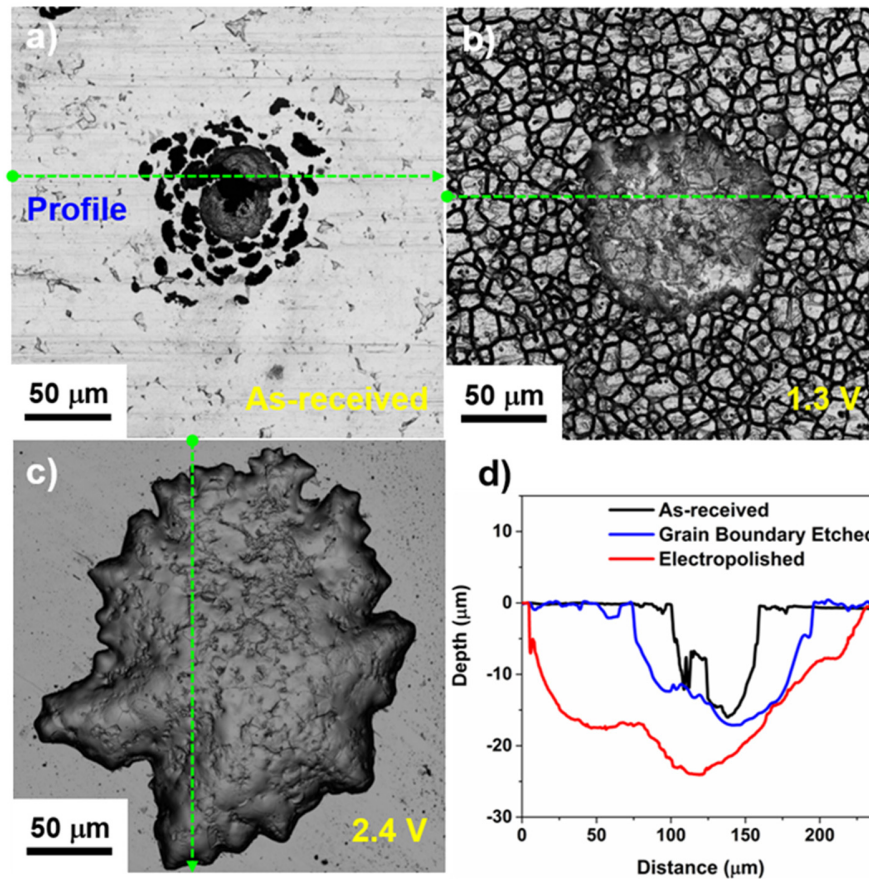 a)
Profile
50 μm
As-received
b)
50 μm
1.3 V
c)
50 μm
2.4 V
d)
As-received
Grain Boundary Etched
Electropolished
10
0
-10
-20
-30
Depth (μm)
0
50
100
150
200
Distance (μm)